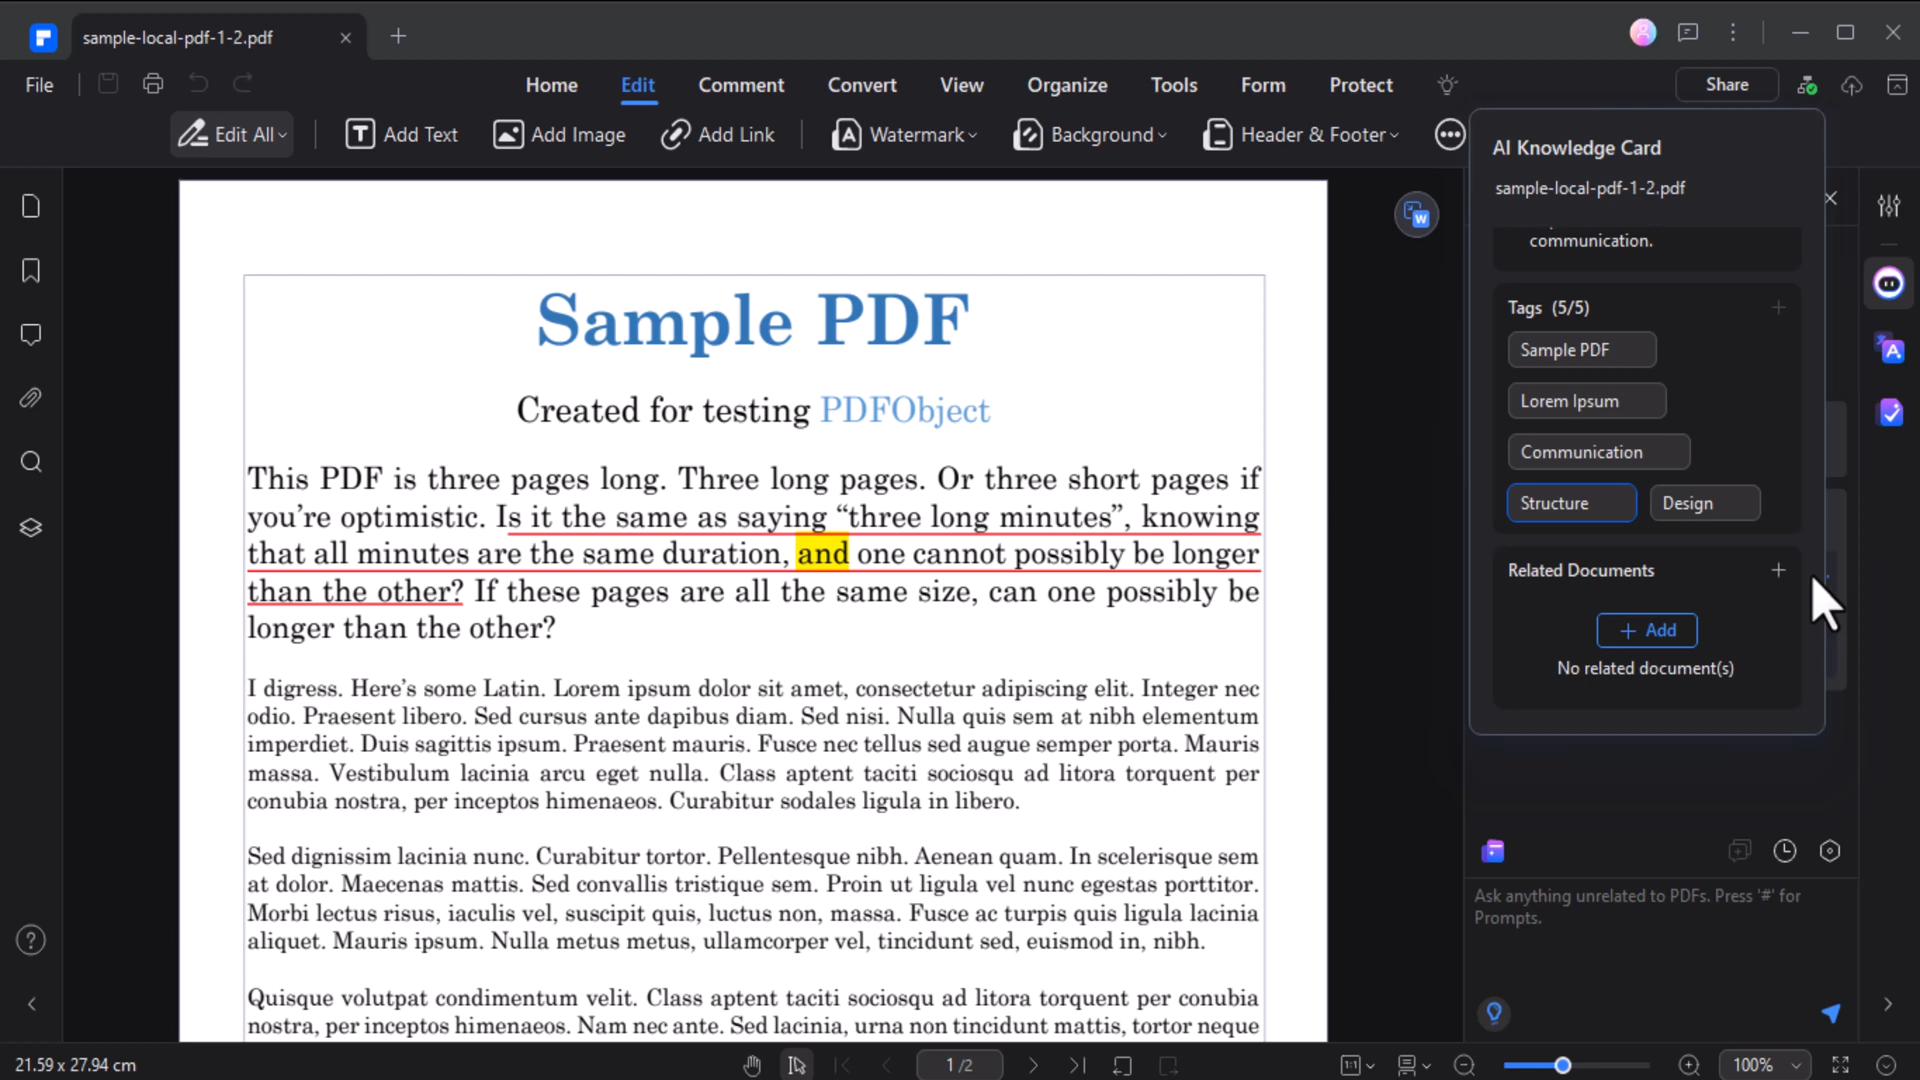 sample-local-pdf-1-2.pdf
File
Home
Edit
Comment
Convert
View
Organize
Tools
Form
Protect
Share
Edit All
Add Text
Add Image
Add Link
Watermark
Background
Header & Footer
Sample PDF
Created for testing PDFObject
This PDF is three pages long. Three long pages. Or three short pages if
you're optimistic. Is it the same as saying “three long minutes”, knowing
that all minutes are the same duration, and one cannot possibly be longer
than the other? If these pages are all the same size, can one possibly be
longer than the other?
I digress. Here's some Latin. Lorem ipsum dolor sit amet, consectetur adipiscing elit. Integer nec
odio. Praesent libero. Sed cursus ante dapibus diam. Sed nisi. Nulla quis sem at nibh elementum
imperdiet. Duis sagittis ipsum. Praesent mauris. Fusce nec tellus sed augue semper porta. Mauris
massa. Vestibulum lacinia arcu eget nulla. Class aptent taciti sociosqu ad litora torquent per
conubia nostra, per inceptos himenaeos. Curabitur sodales ligula in libero.
Sed dignissim lacinia nunc. Curabitur tortor. Pellentesque nibh. Aenean quam. In scelerisque sem
at dolor. Maecenas mattis. Sed convallis tristique sem. Proin ut ligula vel nunc egestas porttitor.
Morbi lectus risus, iaculis vel, suscipit quis, luctus non, massa. Fusce ac turpis quis ligula lacinia
aliquet. Mauris ipsum. Nulla metus metus, ullamcorper vel, tincidunt sed, euismod in, nibh.
Quisque volutpat condimentum velit. Class aptent taciti sociosqu ad litora torquent per conubia
nostra, per inceptos himenaeos. Nam nec ante. Sed lacinia, urna non tincidunt mattis, tortor neque
AI Knowledge Card
sample-local-pdf-1-2.pdf
communication.
Tags (5/5)
Sample PDF
Lorem Ipsum
Communication
Structure
Design
Related Documents
+ Add
No related document(s)
Ask anything unrelated to PDFs. Press '#' for
Prompts.
21.59 x 27.94 cm
1 /2
100%